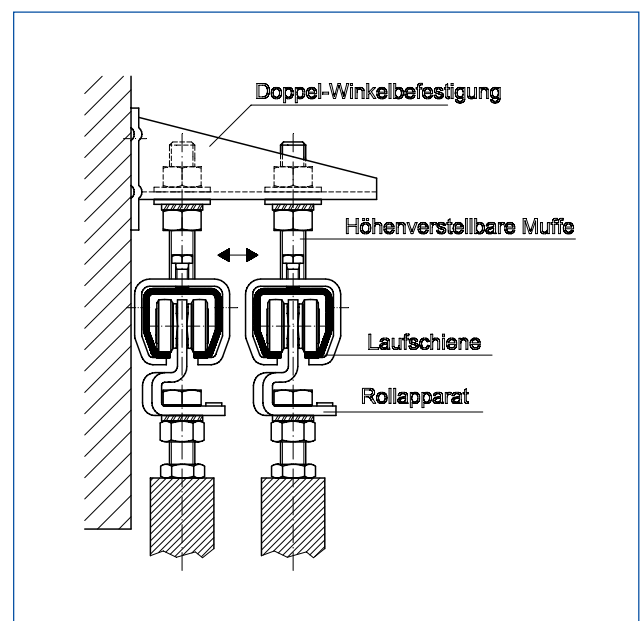 Doppel-Winkelbefestigung
Höhenverstellbare Muffe
Laufschiene
Rollapparat